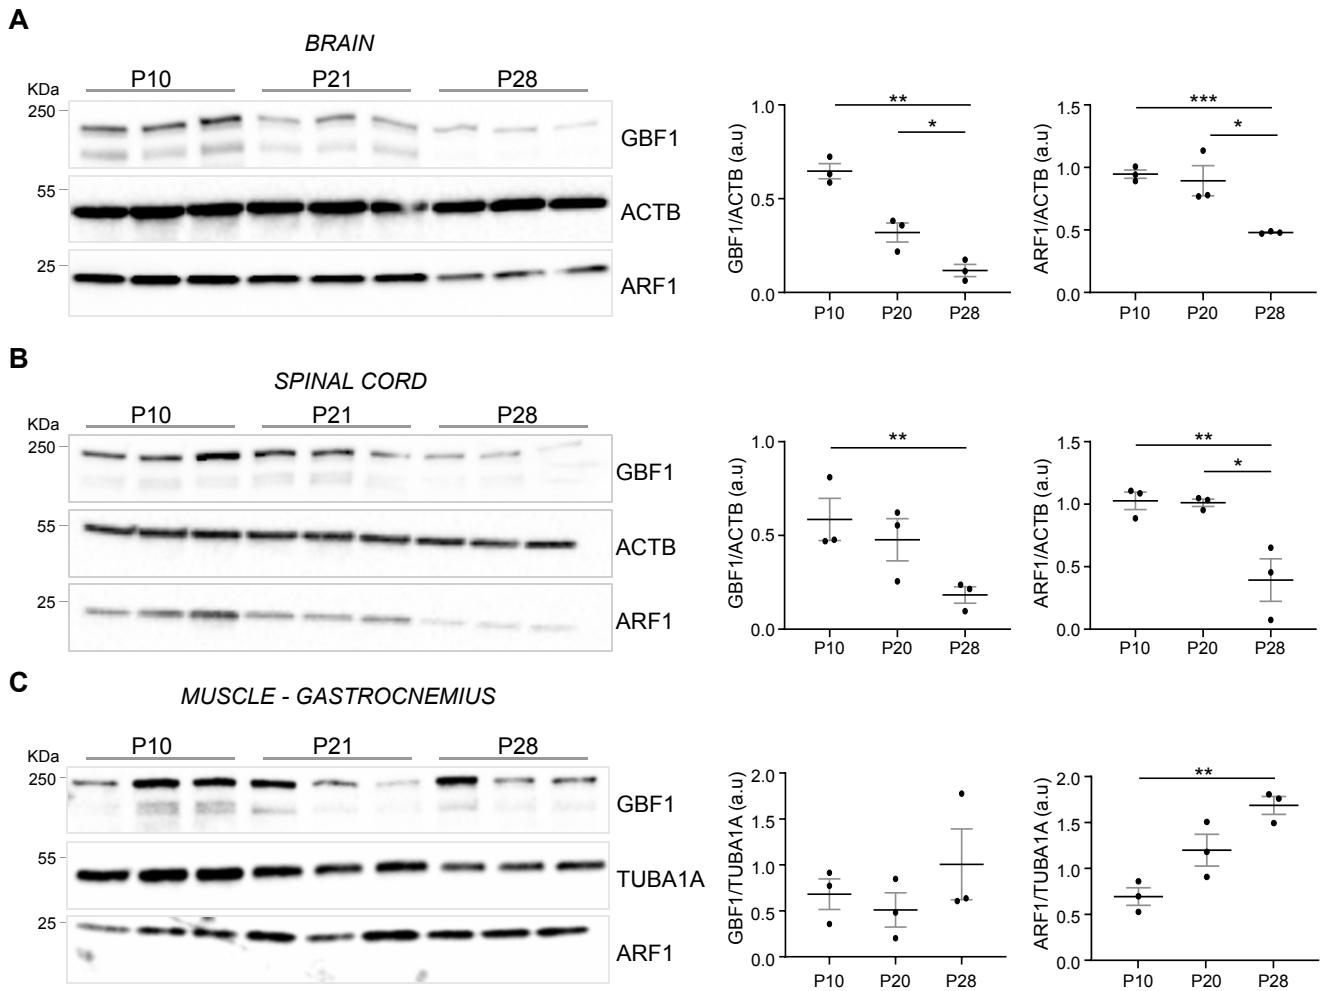 A
BRAIN
P10 P21 P28
KDa
250
GBF1
55
ACTB
25
ARF1
GBF1/ACTB (a.u)
1.0
0.5
0.0
**
*
P10 P20 P28
ARF1/ACTB (a.u)
1.5
1.0
0.5
0.0
***
*
P10 P20 P28
B
SPINAL CORD
P10 P21 P28
KDa
250
GBF1
55
ACTB
25
ARF1
GBF1/ACTB (a.u)
1.0
0.5
0.0
**
P10 P20 P28
ARF1/ACTB (a.u)
1.5
1.0
0.5
0.0
**
*
P10 P20 P28
C
MUSCLE - GASTROCNEMIUS
P10 P21 P28
KDa
250
GBF1
55
TUBA1A
25
ARF1
GBF1/TUBA1A (a.u)
2.0
1.5
1.0
0.5
0.0
P10 P20 P28
ARF1/TUBA1A (a.u)
2.0
1.5
1.0
0.5
0.0
**
P10 P20 P28